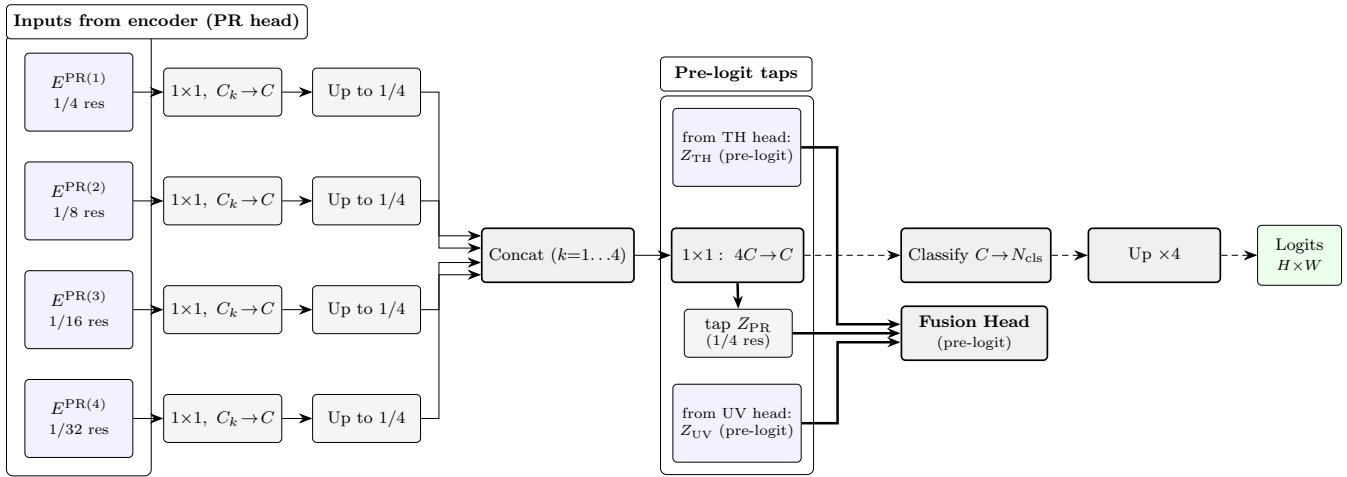 Inputs from encoder (PR head)
E^PR(1)
1/4 res
1×1, C_k→C
Up to 1/4
E^PR(2)
1/8 res
1×1, C_k→C
Up to 1/4
E^PR(3)
1/16 res
1×1, C_k→C
Up to 1/4
E^PR(4)
1/32 res
1×1, C_k→C
Up to 1/4
Concat (k=1…4)
Pre-logit taps
from TH head:
Z_TH (pre-logit)
1×1 : 4C→C
tap Z_PR
(1/4 res)
from UV head:
Z_UV (pre-logit)
Classify C→N_cls
Up ×4
Logits
H×W
Fusion Head
(pre-logit)